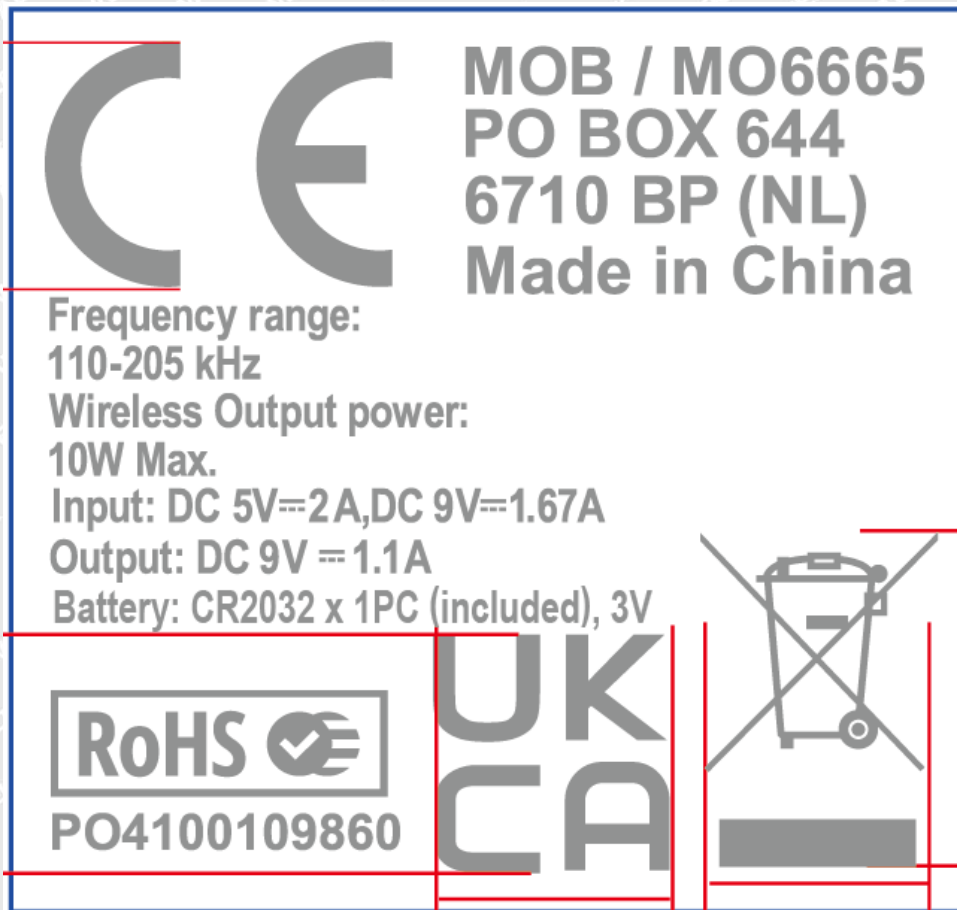 CE
MOB / MO6665
PO BOX 644
6710 BP (NL)
Made in China
Frequency range:
110-205 kHz
Wireless Output power:
10W Max.
Input: DC 5V⎓2A,DC 9V⎓1.67A
Output: DC 9V ⎓ 1.1A
Battery: CR2032 x 1PC (included), 3V
RoHS
PO4100109860
UK
CA